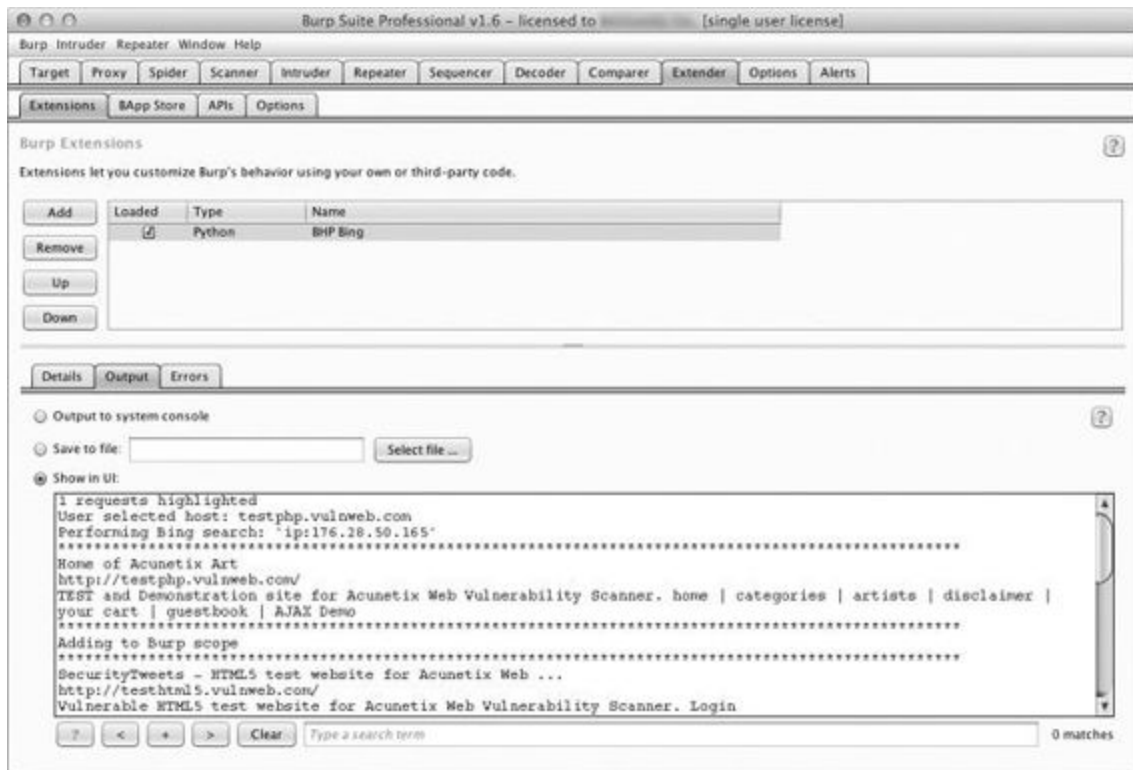 Burp Suite Professional v1.6 – licensed to [single user license]
Burp Intruder Repeater Window Help
Target Proxy Spider Scanner Intruder Repeater Sequencer Decoder Comparer Extender Options Alerts
Extensions BApp Store APIs Options
Burp Extensions
?
Extensions let you customize Burp's behavior using your own or third-party code.
Add Loaded Type Name
Python BHP Bing
Remove
Up
Down
Details Output Errors
Output to system console
?
Save to file: Select file ...
Show in UI:
1 requests highlighted
User selected host: testphp.vulnweb.com
Performing Bing search: 'ip:176.28.50.165'
****************************************************************************************************
Home of Acunetix Art
http://testphp.vulnweb.com/
TEST and Demonstration site for Acunetix Web Vulnerability Scanner. home | categories | artists | disclaimer |
your cart | guestbook | AJAX Demo
****************************************************************************************************
Adding to Burp scope
****************************************************************************************************
SecurityTweets - HTML5 test website for Acunetix Web ...
http://testhtml5.vulnweb.com/
Vulnerable HTML5 test website for Acunetix Web Vulnerability Scanner. Login
? < + > Clear Type a search term 0 matches